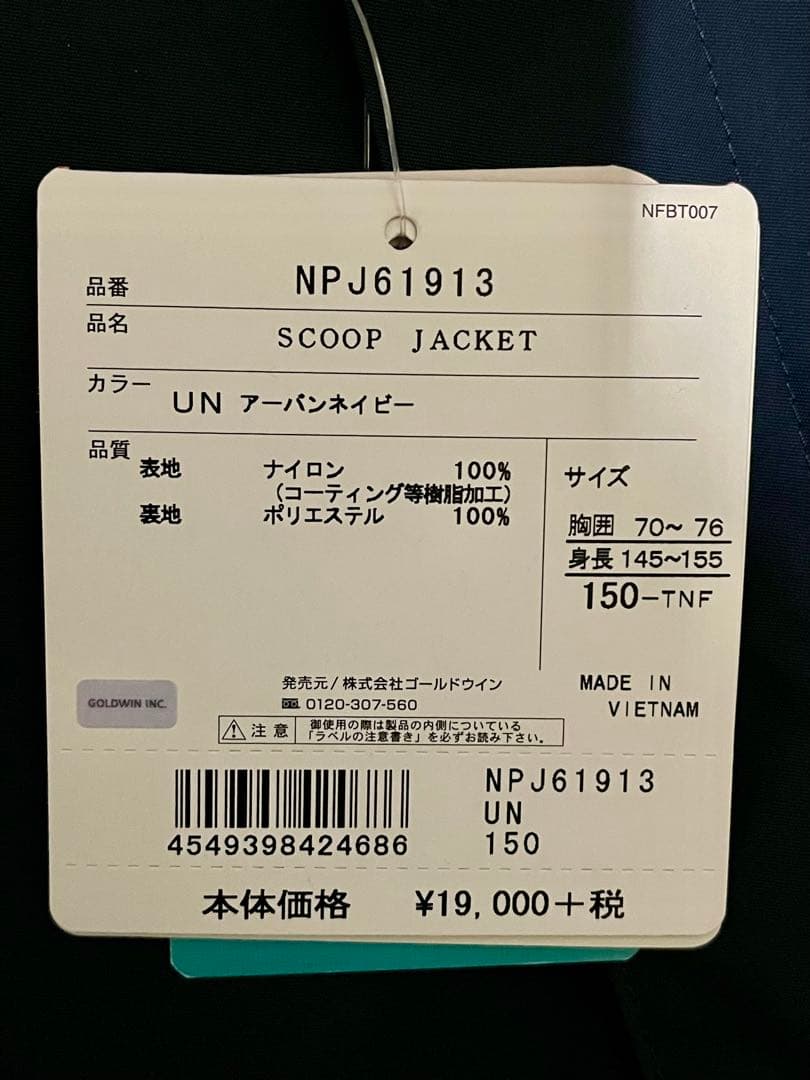 NFBT007
品番 NPJ61913
品名 SCOOP JACKET
カラー UN アーバンネイビー
品質
表地 ナイロン 100%
(コーティング等樹脂加工)
裏地 ポリエステル 100%
サイズ
胸囲 70~76
身長 145~155
150-TNF
GOLDWIN INC.
発売元/株式会社ゴールドウイン
0120-307-560
注意 御使用の際は製品の内側についている
「ラベルの注意書き」を必ずお読み下さい。
MADE IN
VIETNAM
4549398424686
NPJ61913
UN
150
本体価格 ¥19,000+税